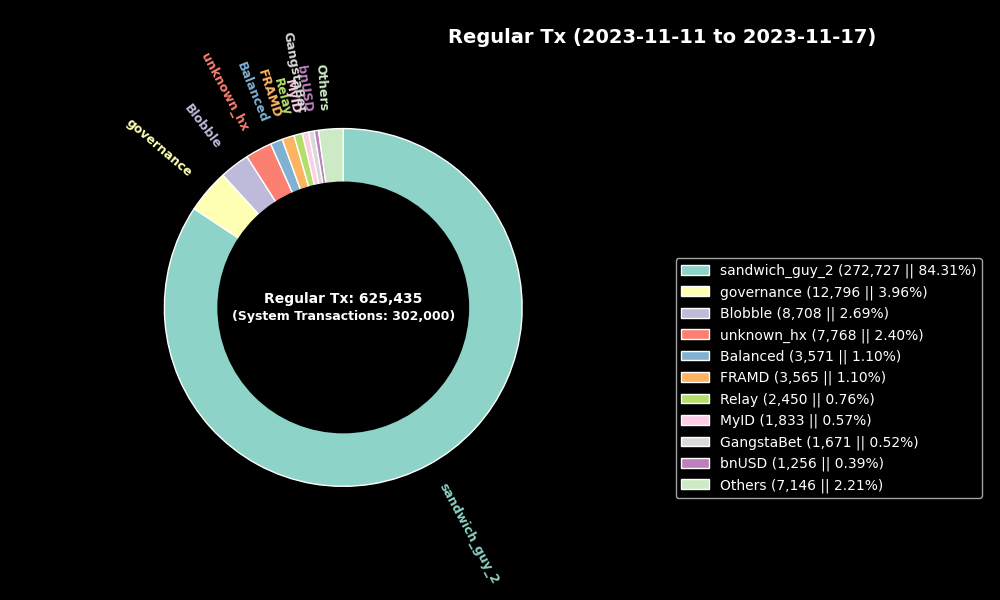 Regular Tx (2023-11-11 to 2023-11-17)
governance
Blobble
unknown_hx
Balanced
FRAMD
Relay
MyID
GangstaBet
bnUSD
Others
Regular Tx: 625,435
(System Transactions: 302,000)
sandwich_guy_2
sandwich_guy_2 (272,727 || 84.31%)
governance (12,796 || 3.96%)
Blobble (8,708 || 2.69%)
unknown_hx (7,768 || 2.40%)
Balanced (3,571 || 1.10%)
FRAMD (3,565 || 1.10%)
Relay (2,450 || 0.76%)
MyID (1,833 || 0.57%)
GangstaBet (1,671 || 0.52%)
bnUSD (1,256 || 0.39%)
Others (7,146 || 2.21%)